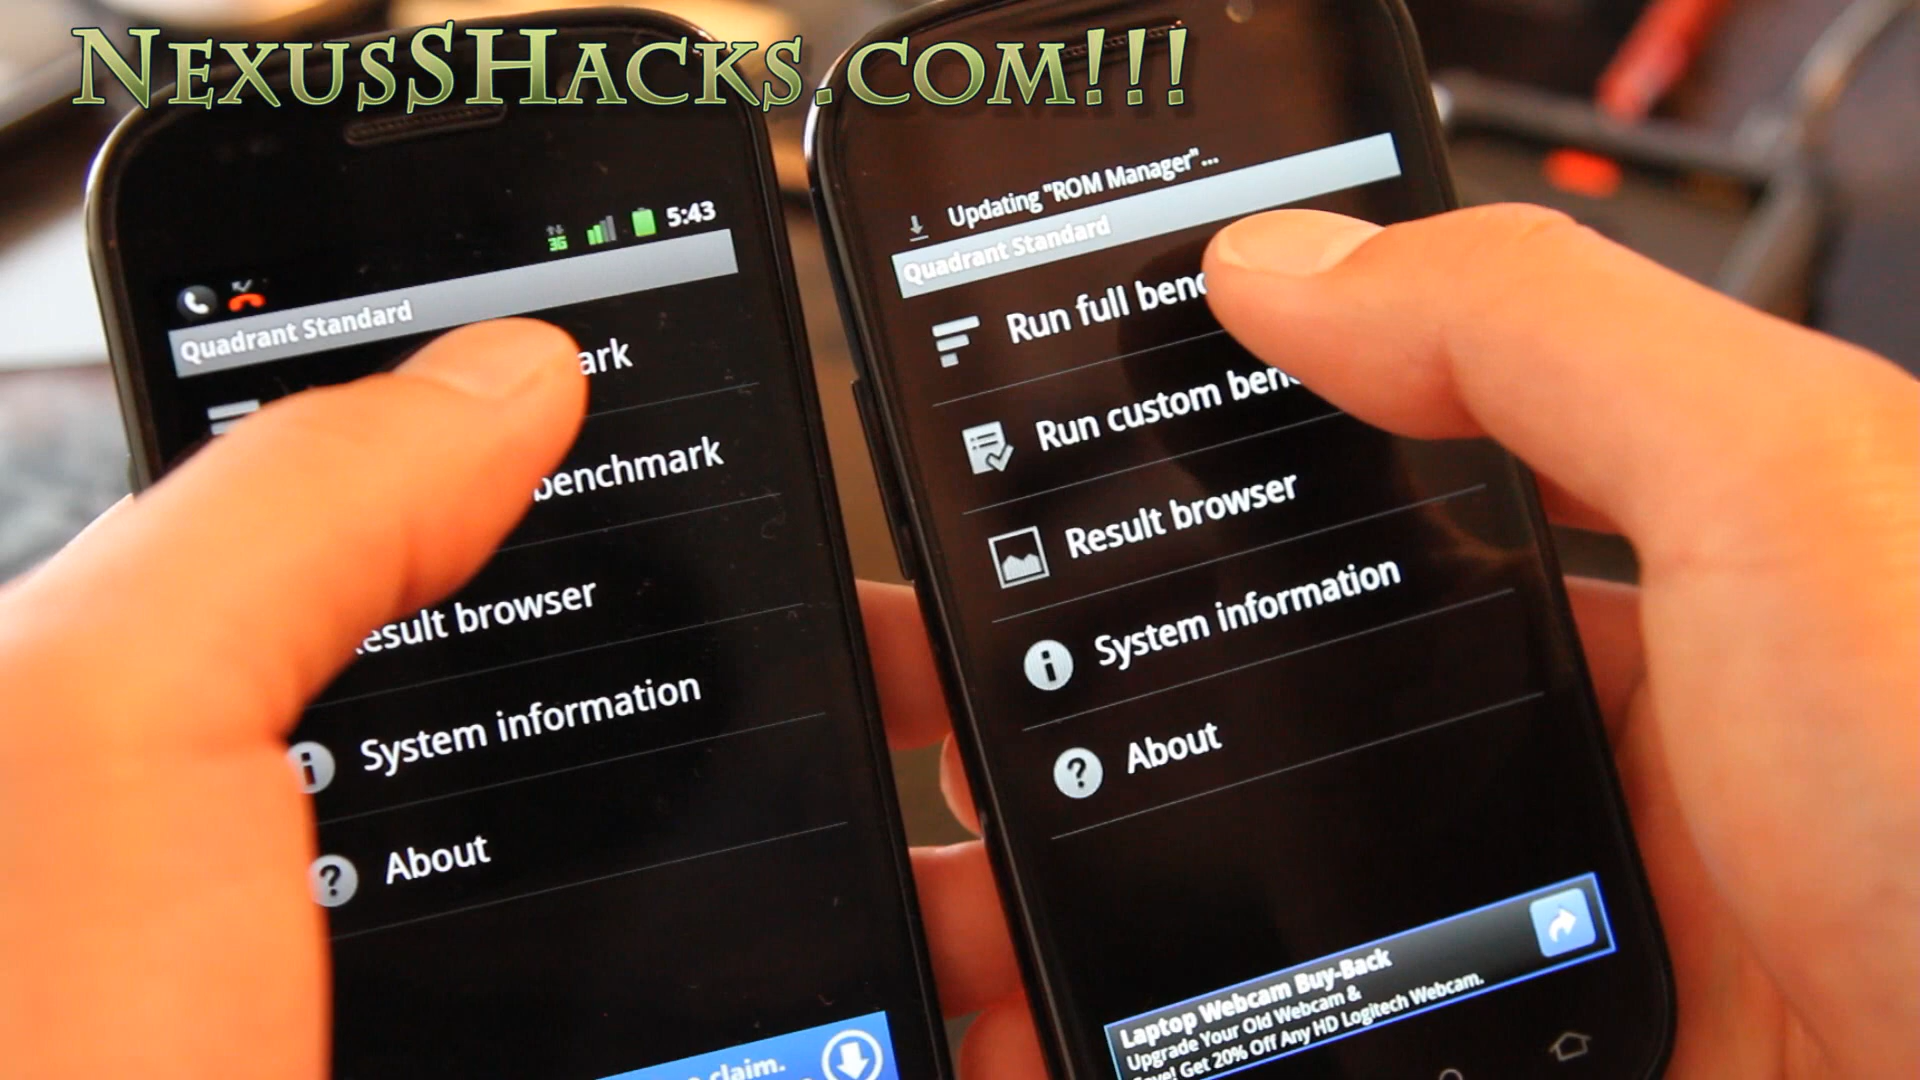 NexusSHacks.com!!!
5:43
3G
Quadrant Standard
ark
benchmark
esult browser
System information
About
claim.
Updating "ROM Manager"...
Quadrant Standard
Run full benc
Run custom ben
Result browser
System information
About
Laptop Webcam Buy-Back
Upgrade Your Old Webcam &
Save! Get 20% Off Any HD Logitech Webcam.